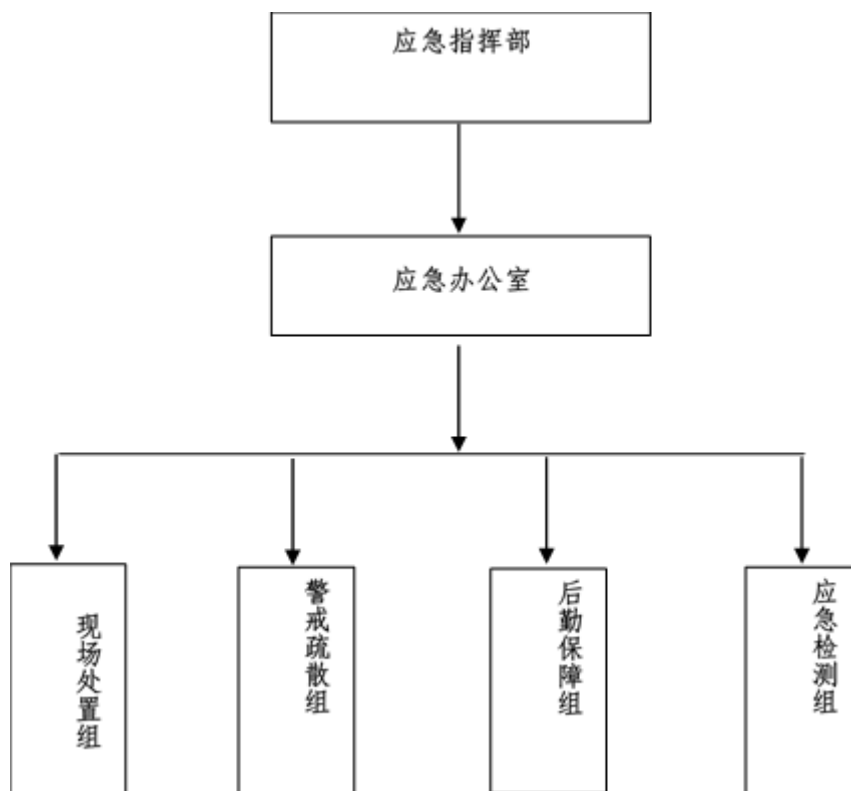 应急指挥部
应急办公室
现场处置组
警戒疏散组
后勤保障组
应急检测组